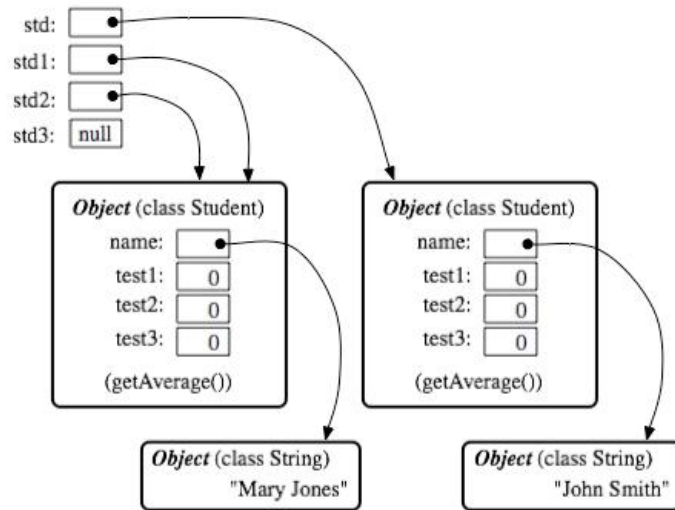 std:
std1:
std2:
std3: null
Object (class Student)
name:
test1: 0
test2: 0
test3: 0
(getAverage())
Object (class Student)
name:
test1: 0
test2: 0
test3: 0
(getAverage())
Object (class String)
"Mary Jones"
Object (class String)
"John Smith"